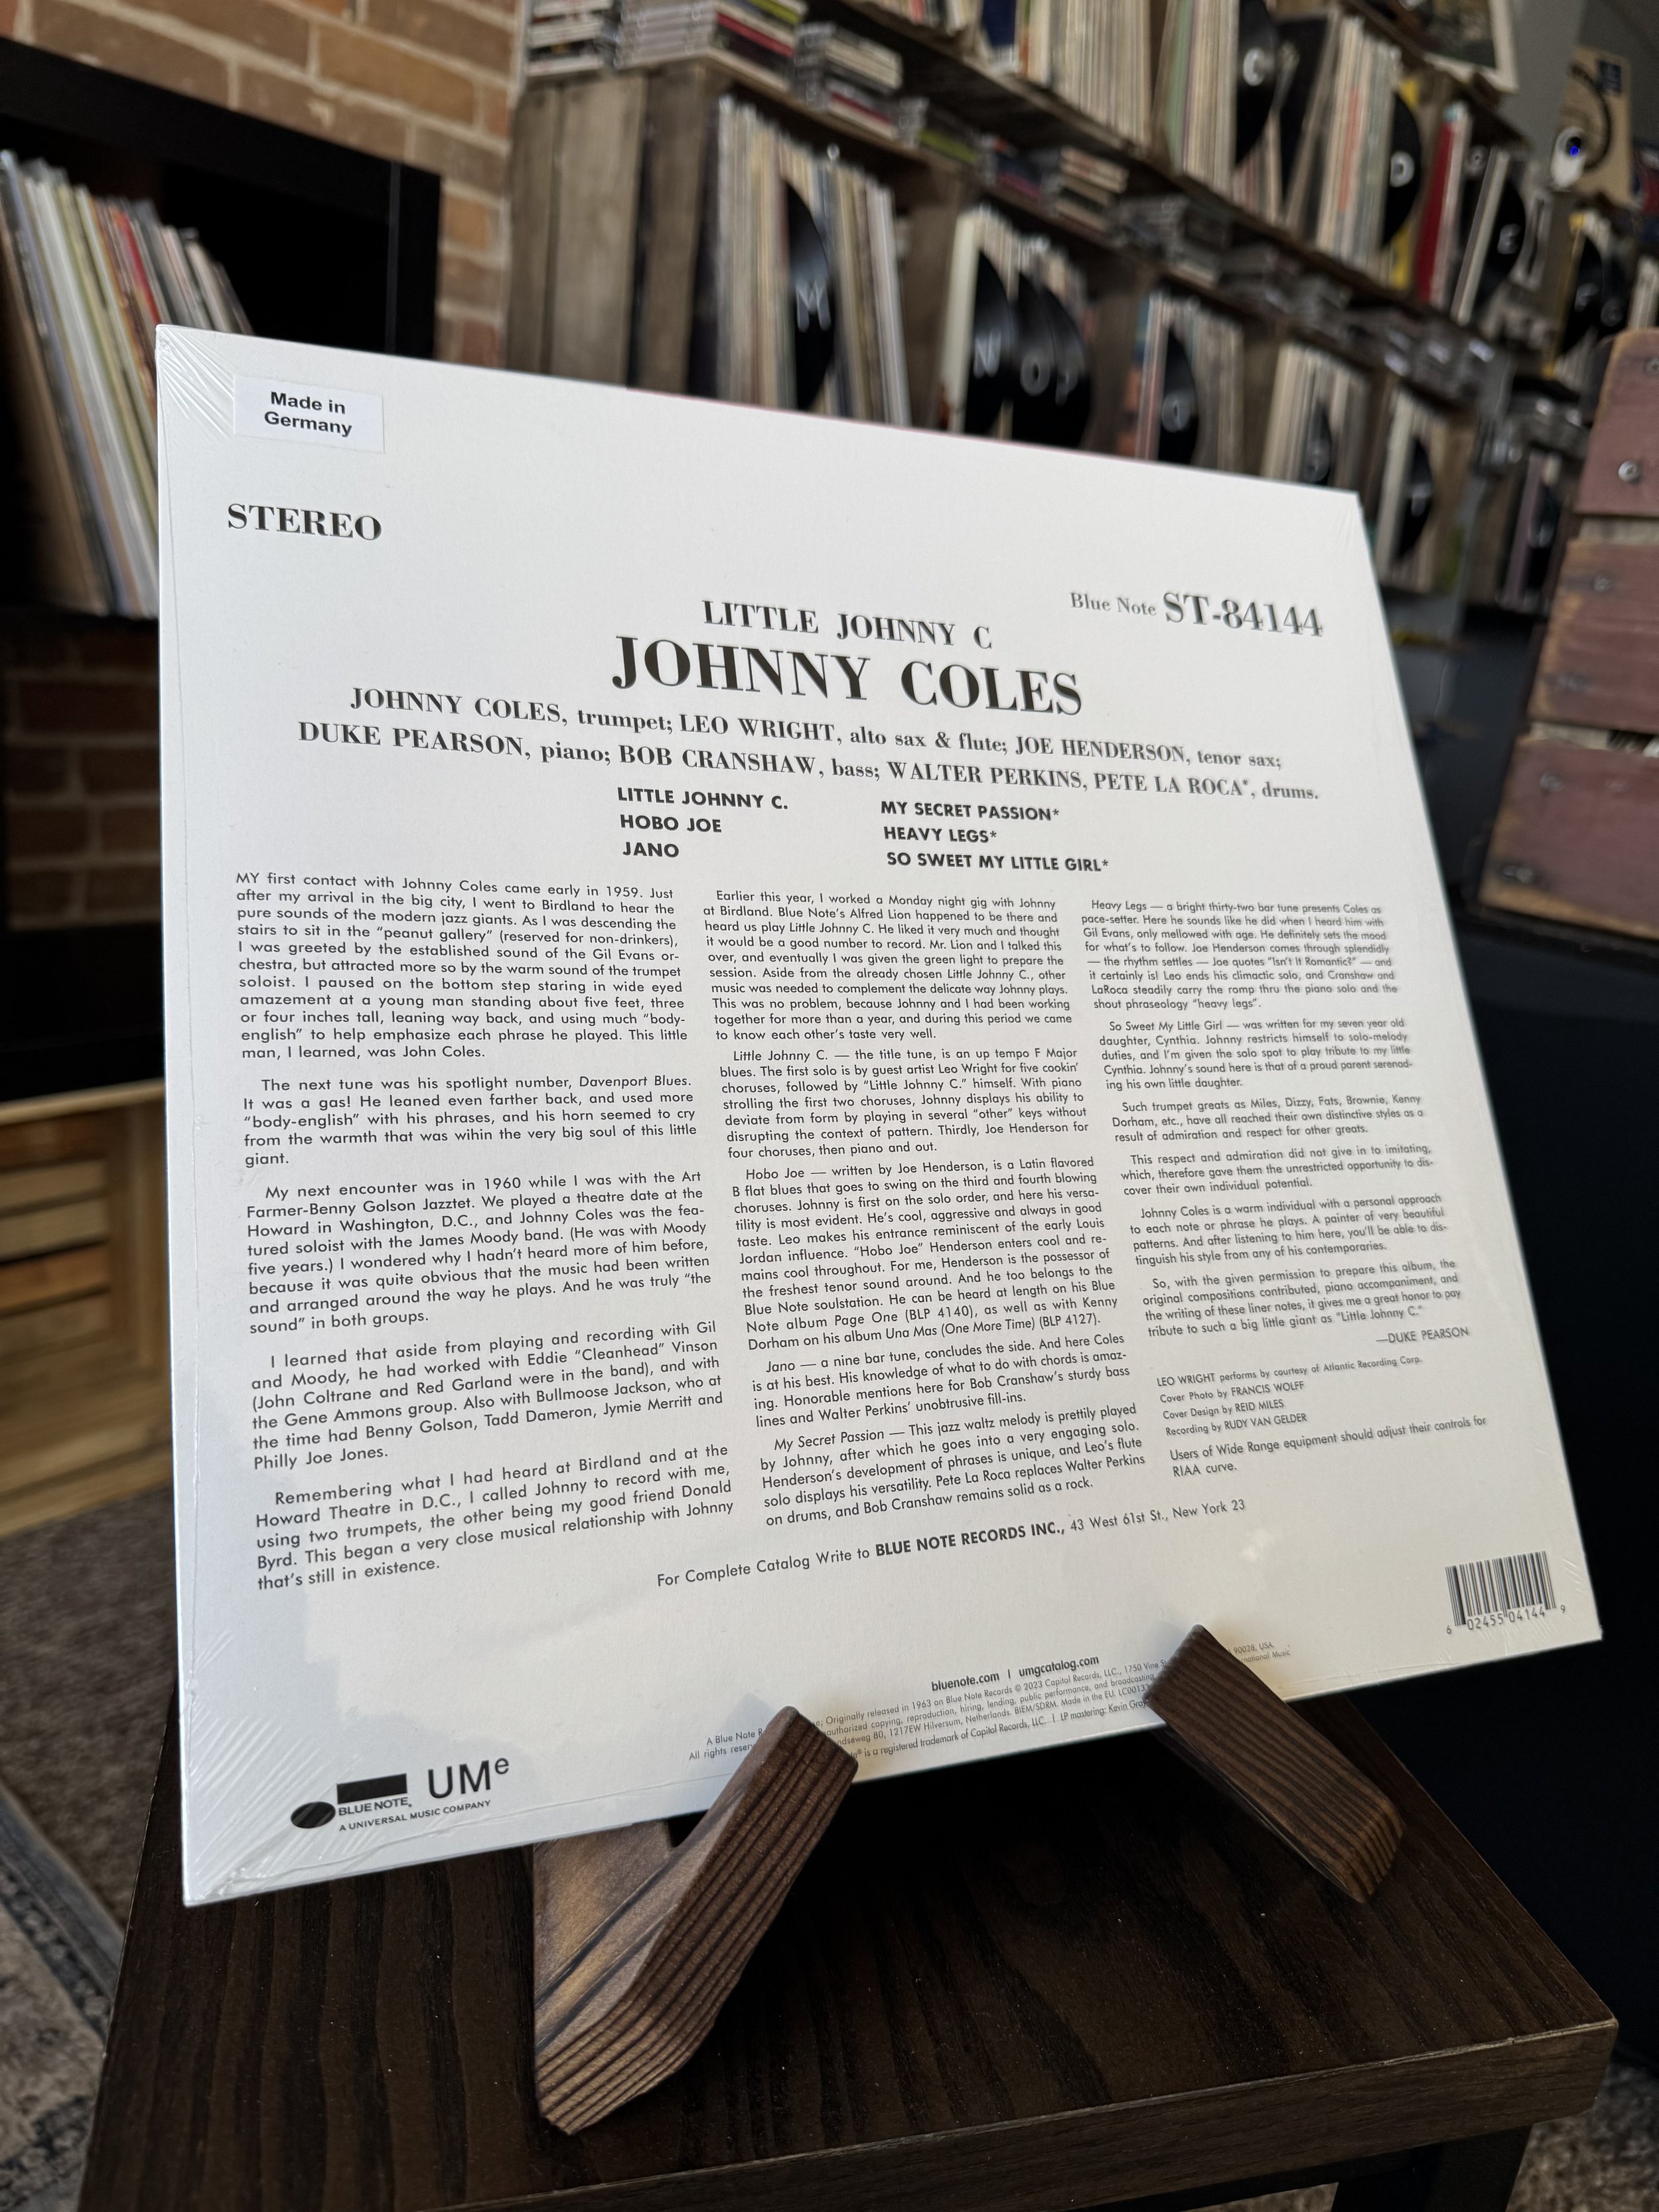 Made in
Germany
STEREO
Blue Note ST-84144
LITTLE JOHNNY C
JOHNNY COLES
JOHNNY COLES, trumpet; LEO WRIGHT, alto sax & flute; JOE HENDERSON, tenor sax;
DUKE PEARSON, piano; BOB CRANSHAW, bass; WALTER PERKINS, PETE LA ROCA*, drums.
LITTLE JOHNNY C.
HOBO JOE
JANO
MY SECRET PASSION*
HEAVY LEGS*
SO SWEET MY LITTLE GIRL*
MY first contact with Johnny Coles came early in 1959. Just
after my arrival in the big city, I went to Birdland to hear the
pure sounds of the modern jazz giants. As I was descending the
stairs to sit in the "peanut gallery" (reserved for non-drinkers),
I was greeted by the established sound of the Gil Evans or-
chestra, but attracted more so by the warm sound of the trumpet
soloist. I paused on the bottom step staring in wide eyed
amazement at a young man standing about five feet, three
or four inches tall, leaning way back, and using much "body-
english" to help emphasize each phrase he played. This little
man, I learned, was John Coles.
The next tune was his spotlight number, Davenport Blues.
It was a gas! He leaned even farther back, and used more
"body-english" with his phrases, and his horn seemed to cry
from the warmth that was wihin the very big soul of this little
giant.
My next encounter was in 1960 while I was with the Art
Farmer-Benny Golson Jazztet. We played a theatre date at the
Howard in Washington, D.C., and Johnny Coles was the fea-
tured soloist with the James Moody band. (He was with Moody
five years.) I wondered why I hadn't heard more of him before,
because it was quite obvious that the music had been written
and arranged around the way he plays. And he was truly "the
sound" in both groups.
I learned that aside from playing and recording with Gil
and Moody, he had worked with Eddie "Cleanhead" Vinson
(John Coltrane and Red Garland were in the band), and with
the Gene Ammons group. Also with Bullmoose Jackson, who at
the time had Benny Golson, Tadd Dameron, Jymie Merritt and
Philly Joe Jones.
Remembering what I had heard at Birdland and at the
Howard Theatre in D.C., I called Johnny to record with me,
using two trumpets, the other being my good friend Donald
Byrd. This began a very close musical relationship with Johnny
that's still in existence.
Earlier this year, I worked a Monday night gig with Johnny
at Birdland. Blue Note's Alfred Lion happened to be there and
heard us play Little Johnny C. He liked it very much and thought
it would be a good number to record. Mr. Lion and I talked this
over, and eventually I was given the green light to prepare the
session. Aside from the already chosen Little Johnny C., other
music was needed to complement the delicate way Johnny plays.
This was no problem, because Johnny and I had been working
together for more than a year, and during this period we came
to know each other's taste very well.
Little Johnny C. — the title tune, is an up tempo F Major
blues. The first solo is by guest artist Leo Wright for five cookin'
choruses, followed by "Little Johnny C." himself. With piano
strolling the first two choruses, Johnny displays his ability to
deviate from form by playing in several "other" keys without
disrupting the context of pattern. Thirdly, Joe Henderson for
four choruses, then piano and out.
Hobo Joe — written by Joe Henderson, is a Latin flavored
B flat blues that goes to swing on the third and fourth blowing
choruses. Johnny is first on the solo order, and here his versa-
tility is most evident. He's cool, aggressive and always in good
taste. Leo makes his entrance reminiscent of the early Louis
Jordan influence. "Hobo Joe" Henderson enters cool and re-
mains cool throughout. For me, Henderson is the possessor of
the freshest tenor sound around. And he too belongs to the
Blue Note soulstation. He can be heard at length on his Blue
Note album Page One (BLP 4140), as well as with Kenny
Dorham on his album Una Mas (One More Time) (BLP 4127).
Jano — a nine bar tune, concludes the side. And here Coles
is at his best. His knowledge of what to do with chords is amaz-
ing. Honorable mentions here for Bob Cranshaw's sturdy bass
lines and Walter Perkins' unobtrusive fill-ins.
My Secret Passion — This jazz waltz melody is prettily played
by Johnny, after which he goes into a very engaging solo.
Henderson's development of phrases is unique, and Leo's flute
solo displays his versatility. Pete La Roca replaces Walter Perkins
on drums, and Bob Cranshaw remains solid as a rock.
Heavy Legs — a bright thirty-two bar tune presents Coles as
pace-setter. Here he sounds like he did when I heard him with
Gil Evans, only mellowed with age. He definitely sets the mood
for what's to follow. Joe Henderson comes through splendidly
— the rhythm settles — Joe quotes "Isn't It Romantic?" — and
it certainly is! Leo ends his climactic solo, and Cranshaw and
LaRoca steadily carry the romp thru the piano solo and the
shout phraseology "heavy legs".
So Sweet My Little Girl — was written for my seven year old
daughter, Cynthia. Johnny restricts himself to solo-melody
duties, and I'm given the solo spot to play tribute to my little
Cynthia. Johnny's sound here is that of a proud parent serenad-
ing his own little daughter.
Such trumpet greats as Miles, Dizzy, Fats, Brownie, Kenny
Dorham, etc., have all reached their own distinctive styles as a
result of admiration and respect for other greats.
This respect and admiration did not give in to imitating,
which, therefore gave them the unrestricted opportunity to dis-
cover their own individual potential.
Johnny Coles is a warm individual with a personal approach
to each note or phrase he plays. A painter of very beautiful
patterns. And after listening to him here, you'll be able to dis-
tinguish his style from any of his contemporaries.
So, with the given permission to prepare this album, the
original compositions contributed, piano accompaniment, and
the writing of these liner notes, it gives me a great honor to pay
tribute to such a big little giant as "Little Johnny C."
—DUKE PEARSON
LEO WRIGHT performs by courtesy of Atlantic Recording Corp.
Cover Photo by FRANCIS WOLFF
Cover Design by REID MILES
Recording by RUDY VAN GELDER
Users of Wide Range equipment should adjust their controls for
RIAA curve.
For Complete Catalog Write to BLUE NOTE RECORDS INC., 43 West 61st St., New York 23
6 02455 04144 9
bluenote.com | umgcatalog.com
A Blue Note Originally released in 1963 on Blue Note Records © 2023 Capitol Records, LLC., 1750 Vine 90028, USA.
All rights copying, reproduction, hiring, lending, public performance, and broadcasting Music
80, 1217EW Hilversum, Netherlands. BIEM/SDRM. Made in the EU.
is a registered trademark of Capitol Records, LLC. | LP mastering: Kevin
BLUE NOTE
UMe
A UNIVERSAL MUSIC COMPANY
M
N
O
P
Q